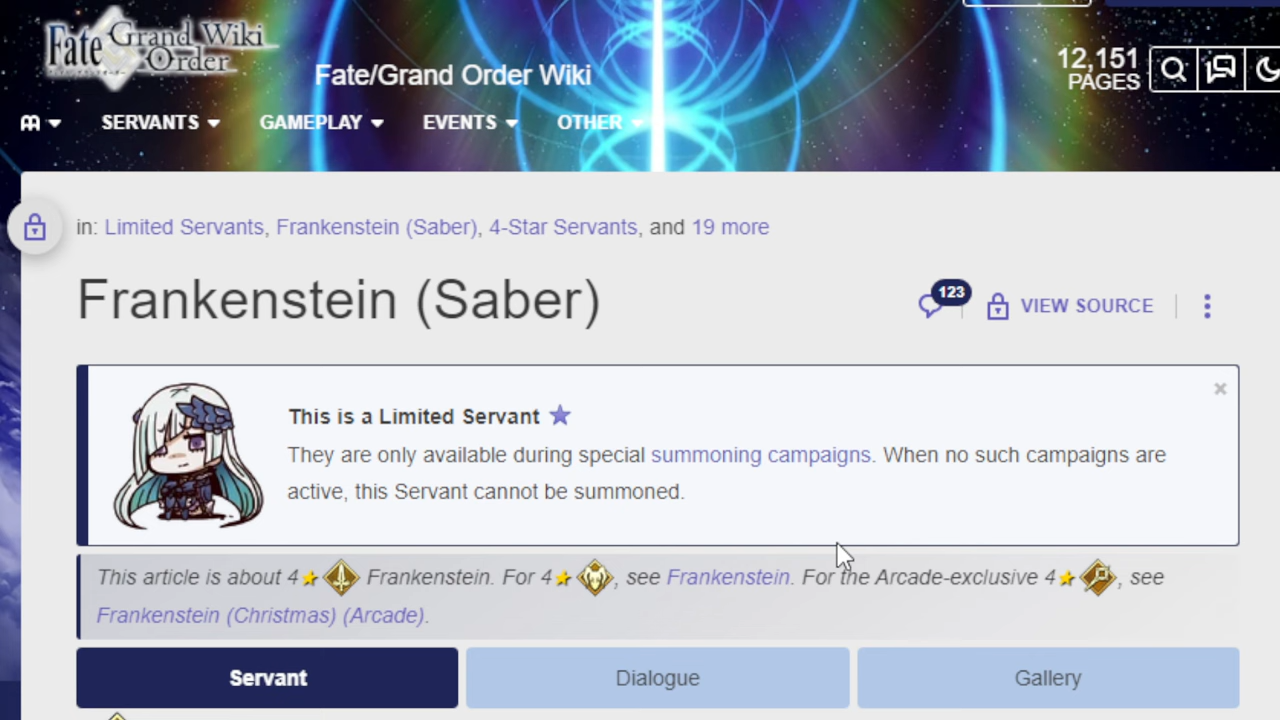 Fate Grand Wiki
Order
Fate/Grand Order Wiki
12,151
PAGES
SERVANTS GAMEPLAY EVENTS OTHER
in: Limited Servants, Frankenstein (Saber), 4-Star Servants, and 19 more
Frankenstein (Saber)
123
VIEW SOURCE
This is a Limited Servant
They are only available during special summoning campaigns. When no such campaigns are
active, this Servant cannot be summoned.
This article is about 4 Frankenstein. For 4 , see Frankenstein. For the Arcade-exclusive 4 , see
Frankenstein (Christmas) (Arcade).
Servant Dialogue Gallery